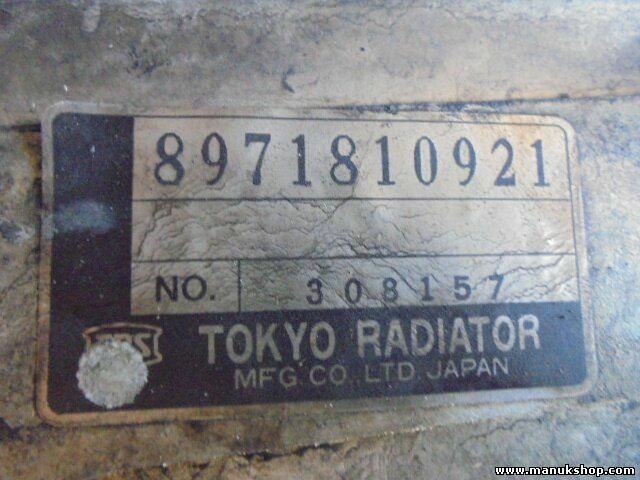 8971810921
NO. 308157
TOKYO RADIATOR
MFG. CO. LTD. JAPAN
www.manukshop.com